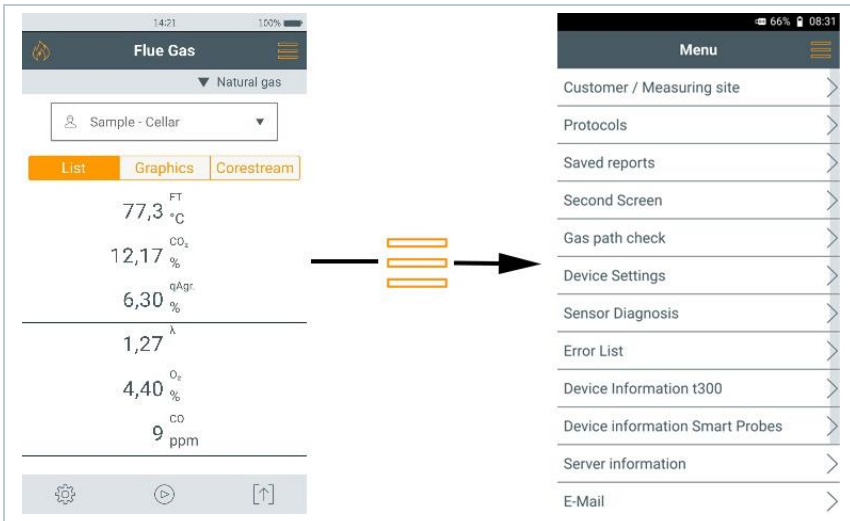 14:21 100%
Flue Gas
Natural gas
Sample - Cellar
List Graphics Corestream
77,3 FT °C
12,17 CO₂ %
6,30 qAgr. %
1,27 λ
4,40 O₂ %
9 CO ppm
66% 08:31
Menu
Customer / Measuring site
Protocols
Saved reports
Second Screen
Gas path check
Device Settings
Sensor Diagnosis
Error List
Device Information t300
Device information Smart Probes
Server information
E-Mail